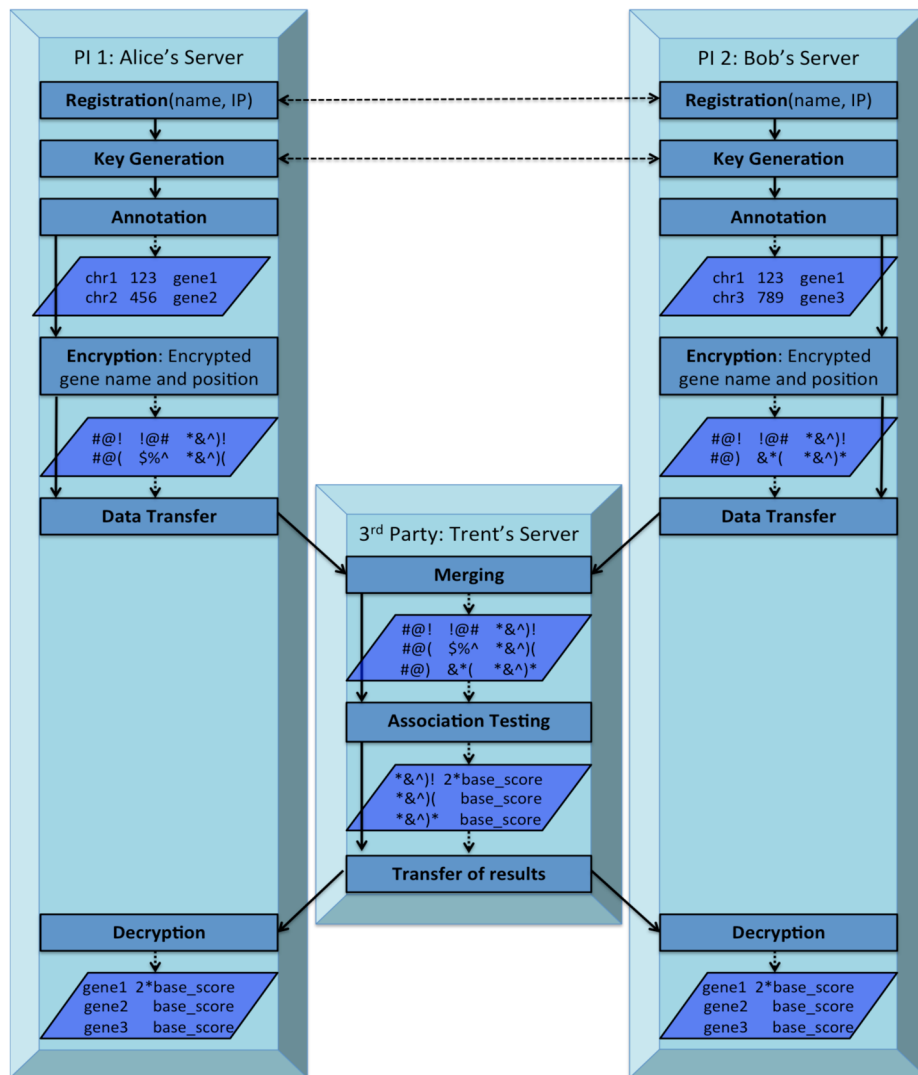 PI 1: Alice's Server
Registration(name, IP)
Key Generation
Annotation
chr1 123 gene1
chr2 456 gene2
Encryption: Encrypted
gene name and position
#@! !@# *&^)!
#@( $%^ *&^)(
Data Transfer
PI 2: Bob's Server
Registration(name, IP)
Key Generation
Annotation
chr1 123 gene1
chr3 789 gene3
Encryption: Encrypted
gene name and position
#@! !@# *&^)!
#@) &*( *&^)*
Data Transfer
3rd Party: Trent's Server
Merging
#@! !@# *&^)!
#@( $%^ *&^)(
#@) &*( *&^)*
Association Testing
*&^)! 2*base_score
*&^)( base_score
*&^)* base_score
Transfer of results
Decryption
gene1 2*base_score
gene2 base_score
gene3 base_score
Decryption
gene1 2*base_score
gene2 base_score
gene3 base_score